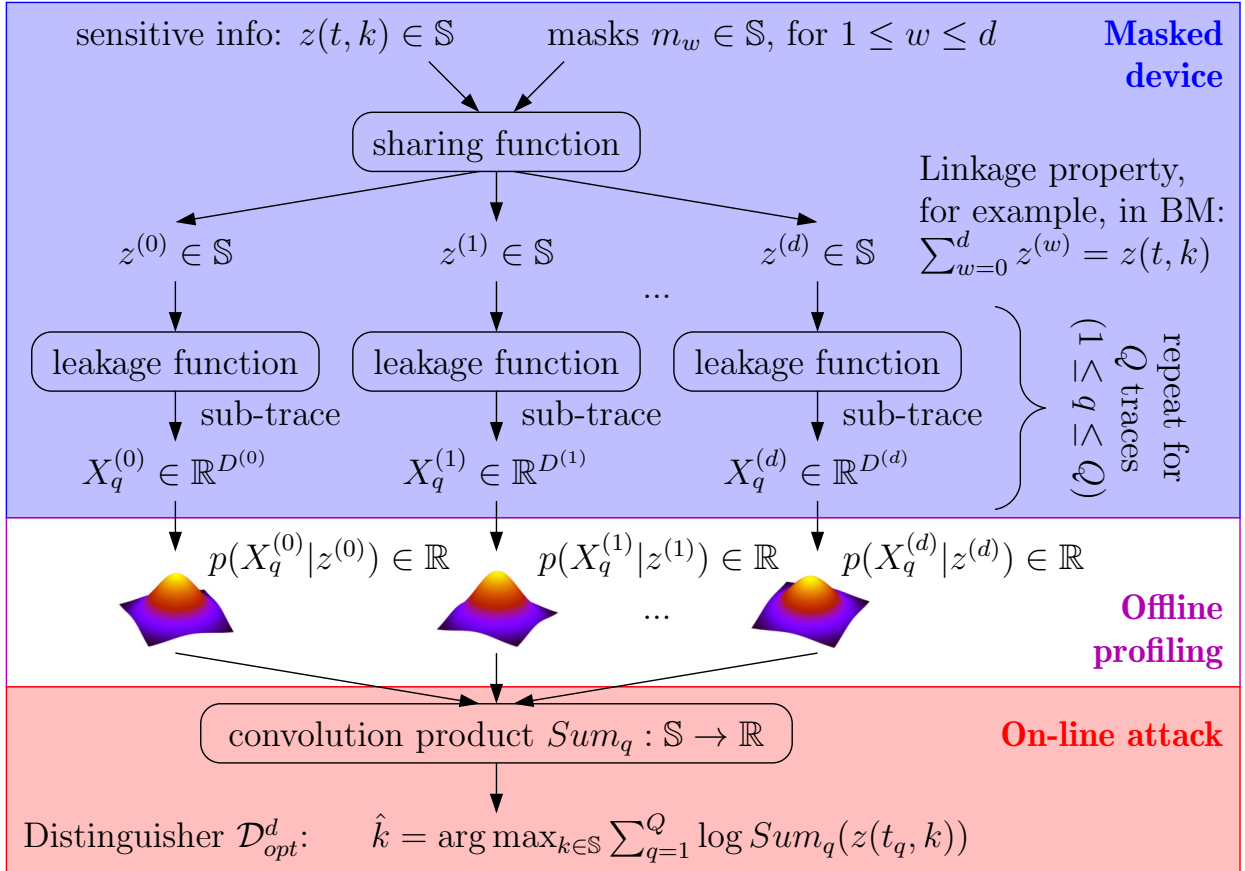 sensitive info: z(t, k) ∈ 𝕊 masks m_w ∈ 𝕊, for 1 ≤ w ≤ d
Masked
device
sharing function
Linkage property,
for example, in BM:
∑_{w=0}^{d} z^{(w)} = z(t, k)
z^{(0)} ∈ 𝕊 z^{(1)} ∈ 𝕊 z^{(d)} ∈ 𝕊
...
leakage function leakage function leakage function
sub-trace sub-trace sub-trace
X_q^{(0)} ∈ ℝ^{D^{(0)}} X_q^{(1)} ∈ ℝ^{D^{(1)}} X_q^{(d)} ∈ ℝ^{D^{(d)}}
repeat for
Q traces
(1 ≤ q ≤ Q)
p(X_q^{(0)}|z^{(0)}) ∈ ℝ p(X_q^{(1)}|z^{(1)}) ∈ ℝ p(X_q^{(d)}|z^{(d)}) ∈ ℝ
...
Offline
profiling
convolution product Sum_q : 𝕊 → ℝ
On-line attack
Distinguisher 𝒟_{opt}^{d}: k̂ = arg max_{k∈𝕊} ∑_{q=1}^{Q} log Sum_q(z(t_q, k))